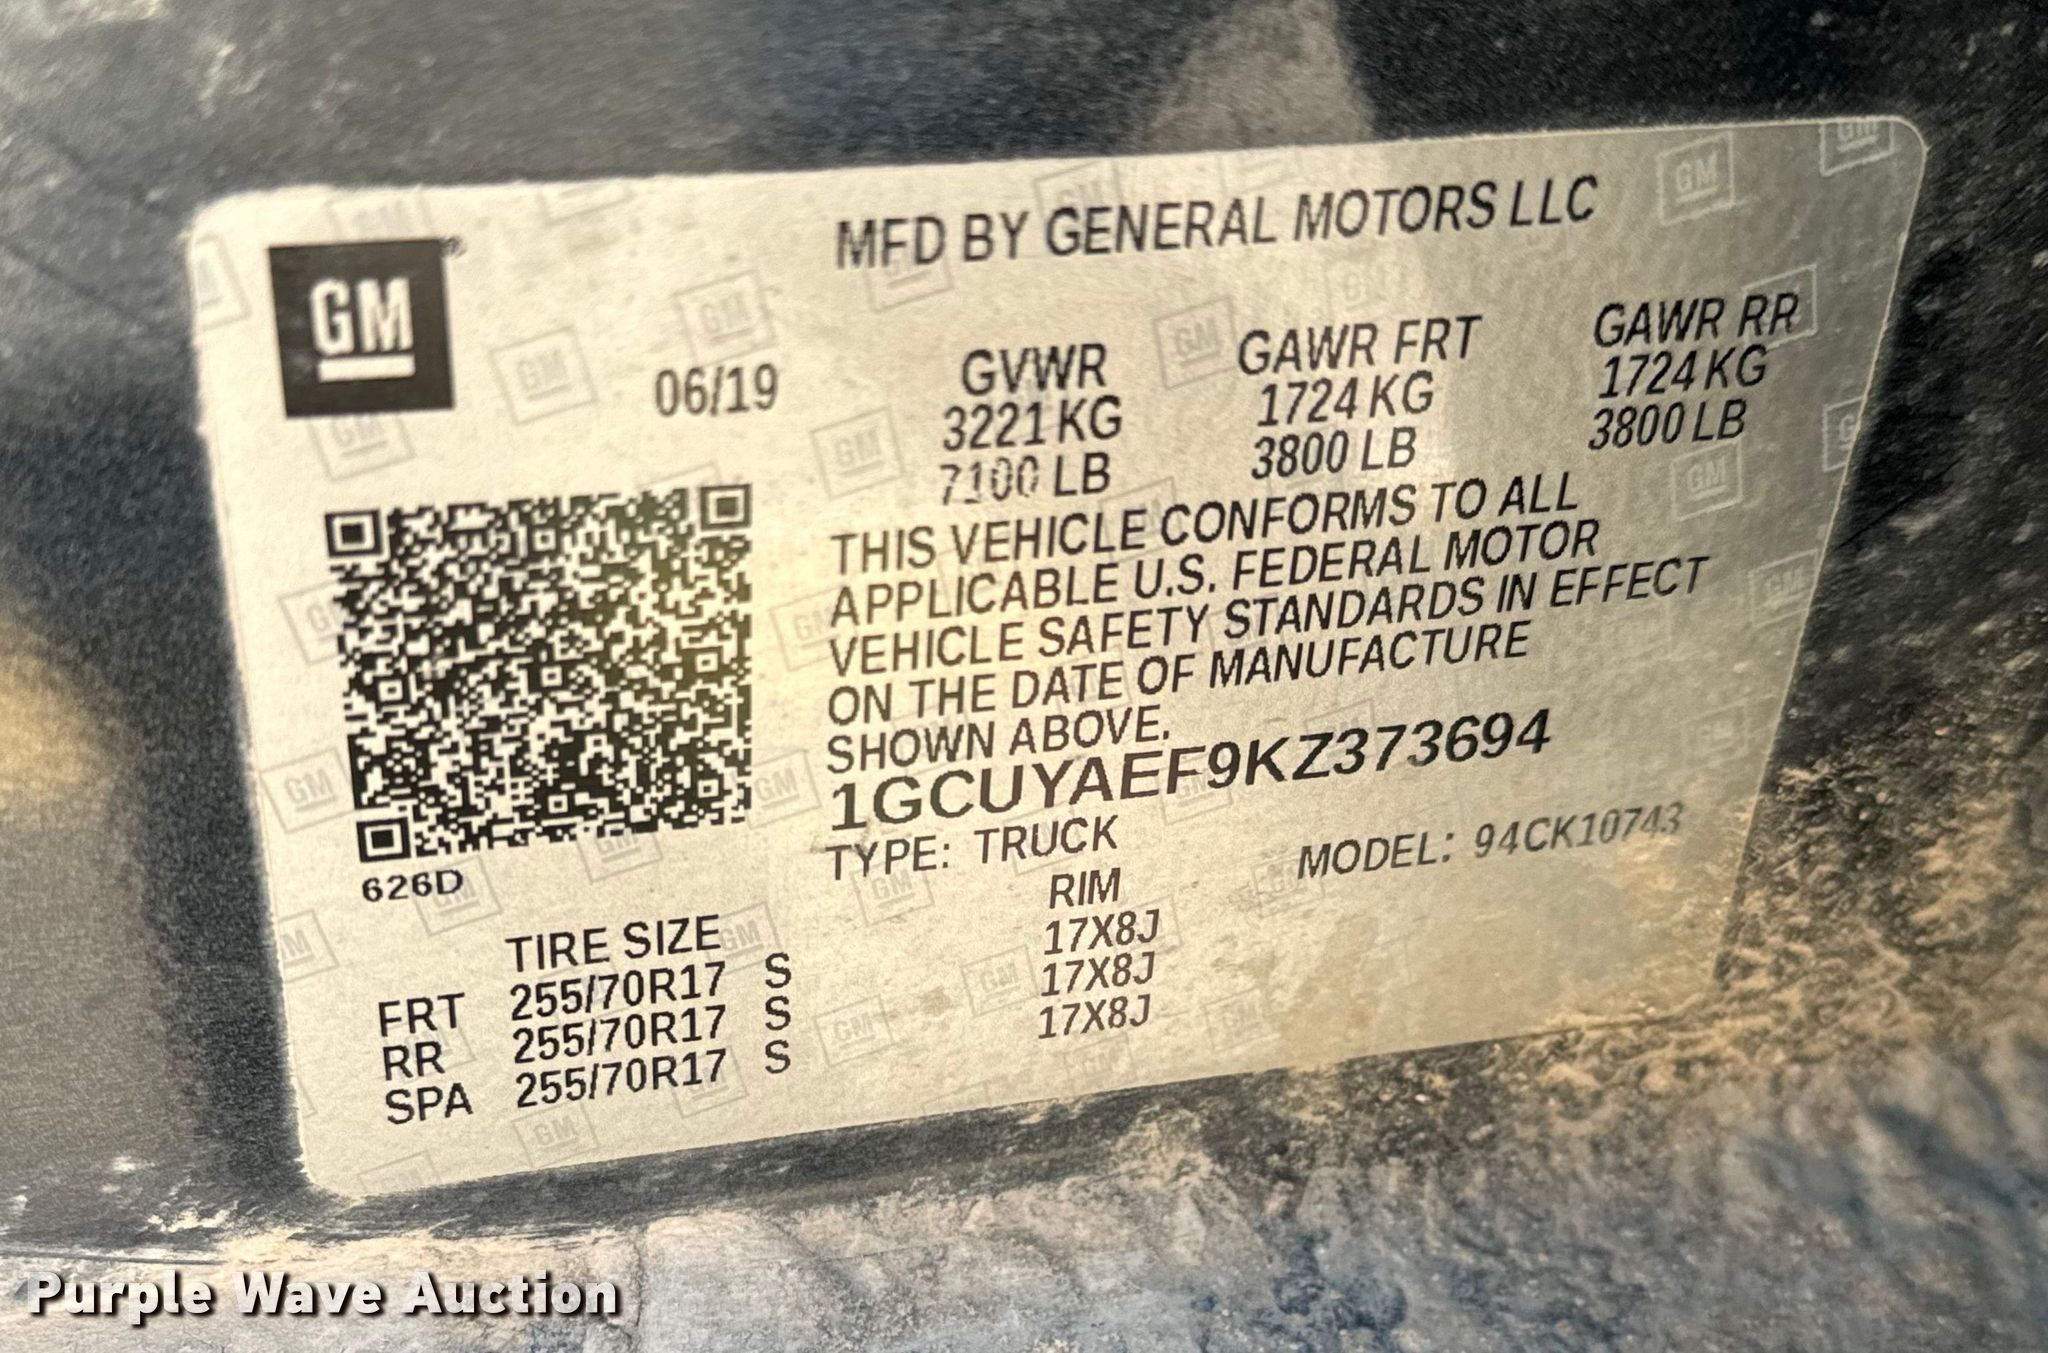 MFD BY GENERAL MOTORS LLC
GM®
06/19
GVWR GAWR FRT GAWR RR
3221 KG 1724 KG 1724 KG
7100 LB 3800 LB 3800 LB
THIS VEHICLE CONFORMS TO ALL
APPLICABLE U.S. FEDERAL MOTOR
VEHICLE SAFETY STANDARDS IN EFFECT
ON THE DATE OF MANUFACTURE
SHOWN ABOVE.
1GCUYAEF9KZ373694
TYPE: TRUCK MODEL: 94CK10743
626D
TIRE SIZE RIM
FRT 255/70R17 S 17X8J
RR 255/70R17 S 17X8J
SPA 255/70R17 S 17X8J
Purple Wave Auction